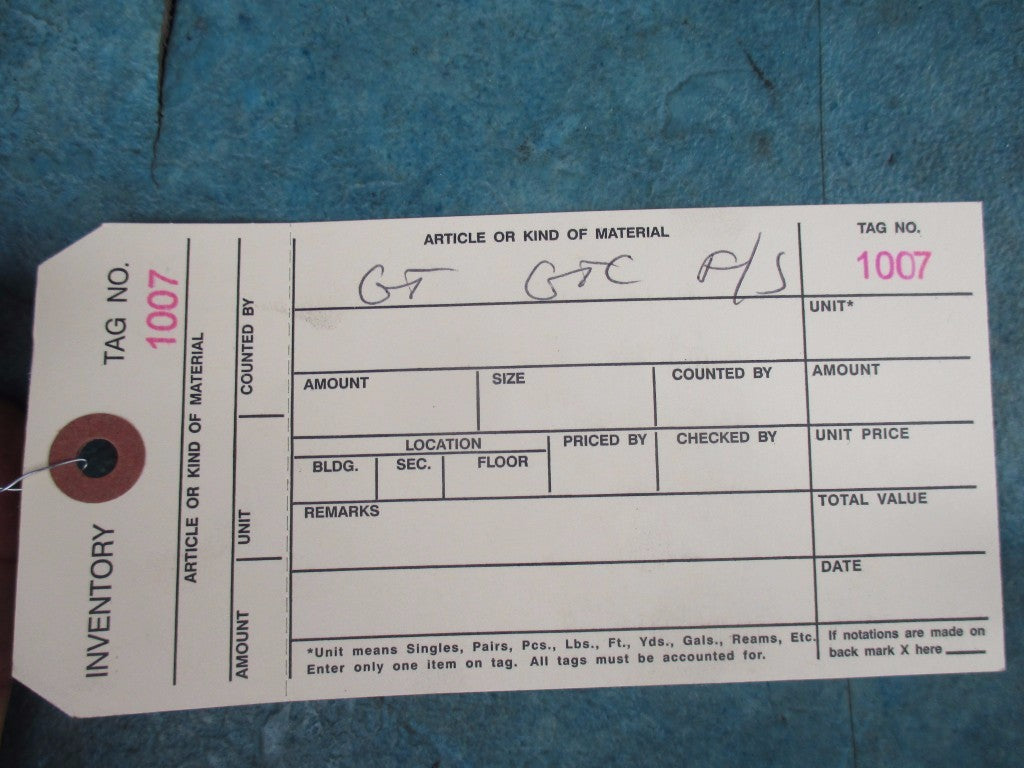 INVENTORY TAG NO.
1007
ARTICLE OR KIND OF MATERIAL
AMOUNT UNIT COUNTED BY
ARTICLE OR KIND OF MATERIAL TAG NO.
GT GTC P/S 1007
UNIT*
AMOUNT SIZE COUNTED BY AMOUNT
LOCATION PRICED BY CHECKED BY UNIT PRICE
BLDG. SEC. FLOOR
REMARKS TOTAL VALUE
DATE
*Unit means Singles, Pairs, Pcs., Lbs., Ft., Yds., Gals., Reams, Etc. If notations are made on
Enter only one item on tag. All tags must be accounted for. back mark X here